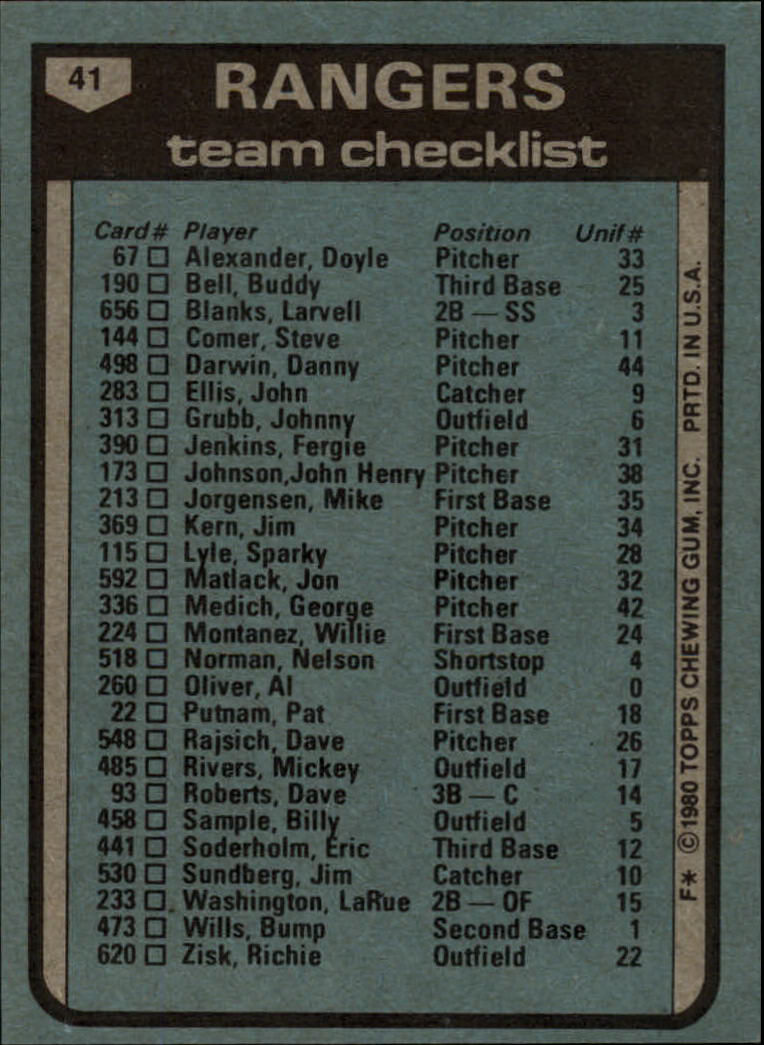 41
RANGERS
team checklist
Card# Player Position Unif#
67 □ Alexander, Doyle Pitcher 33
190 □ Bell, Buddy Third Base 25
656 □ Blanks, Larvell 2B — SS 3
144 □ Comer, Steve Pitcher 11
498 □ Darwin, Danny Pitcher 44
283 □ Ellis, John Catcher 9
313 □ Grubb, Johnny Outfield 6
390 □ Jenkins, Fergie Pitcher 31
173 □ Johnson,John Henry Pitcher 38
213 □ Jorgensen, Mike First Base 35
369 □ Kern, Jim Pitcher 34
115 □ Lyle, Sparky Pitcher 28
592 □ Matlack, Jon Pitcher 32
336 □ Medich, George Pitcher 42
224 □ Montanez, Willie First Base 24
518 □ Norman, Nelson Shortstop 4
260 □ Oliver, Al Outfield 0
22 □ Putnam, Pat First Base 18
548 □ Rajsich, Dave Pitcher 26
485 □ Rivers, Mickey Outfield 17
93 □ Roberts, Dave 3B — C 14
458 □ Sample, Billy Outfield 5
441 □ Soderholm, Eric Third Base 12
530 □ Sundberg, Jim Catcher 10
233 □ Washington, LaRue 2B — OF 15
473 □ Wills, Bump Second Base 1
620 □ Zisk, Richie Outfield 22
F* ©1980 TOPPS CHEWING GUM, INC. PRTD. IN U.S.A.